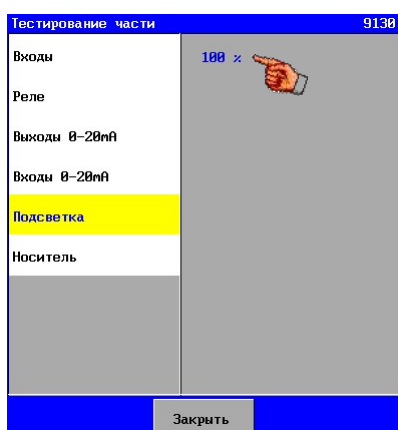 Тестирование части 9130
Входы
100 %
Реле
Выходы 0-20mA
Входы 0-20mA
Подсветка
Носитель
Закрыть